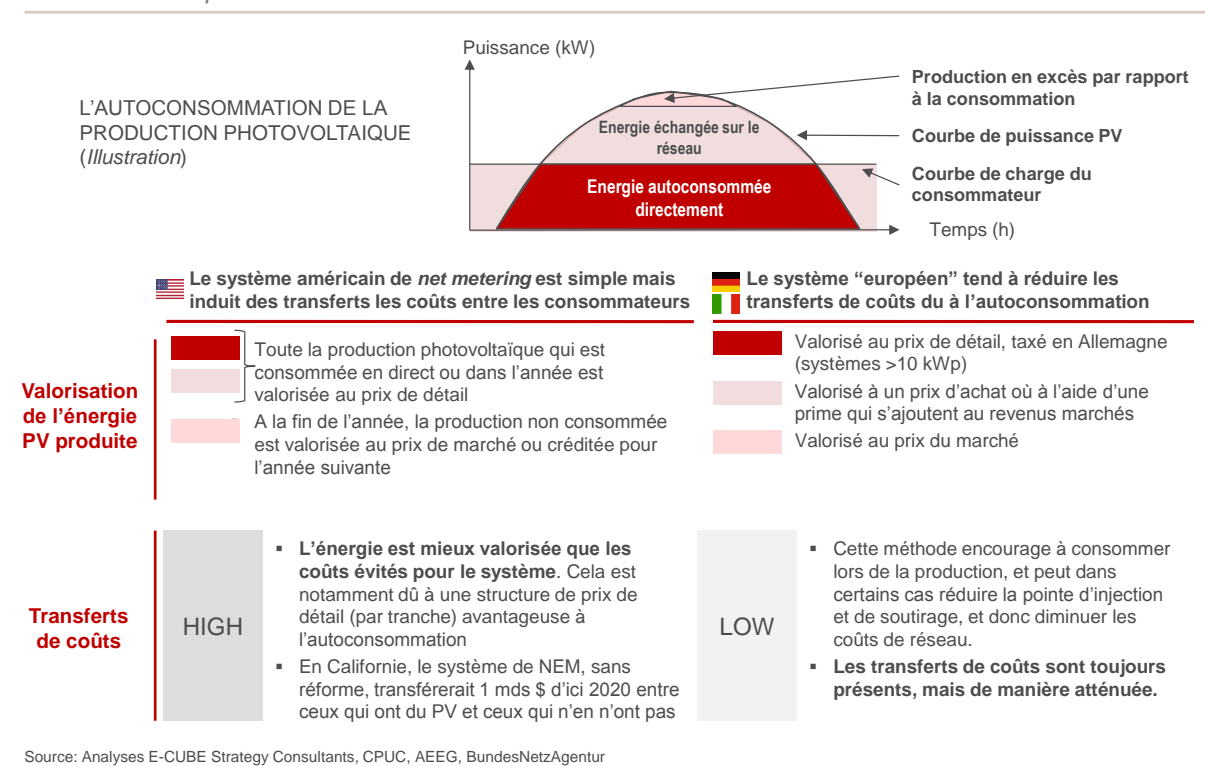 Puissance (kW)
L’AUTOCONSOMMATION DE LA
PRODUCTION PHOTOVOLTAIQUE
(Illustration)
Production en excès par rapport
à la consommation
Energie échangée sur le
réseau
Courbe de puissance PV
Courbe de charge du
consommateur
Energie autoconsommée
directement
Temps (h)
Le système américain de net metering est simple mais
induit des transferts les coûts entre les consommateurs
Le système “européen” tend à réduire les
transferts de coûts du à l’autoconsommation
Valorisation
de l’énergie
PV produite
Toute la production photovoltaïque qui est
consommée en direct ou dans l’année est
valorisée au prix de détail
A la fin de l’année, la production non consommée
est valorisée au prix de marché ou créditée pour
l’année suivante
Valorisé au prix de détail, taxé en Allemagne
(systèmes >10 kWp)
Valorisé à un prix d’achat où à l’aide d’une
prime qui s’ajoutent au revenus marchés
Valorisé au prix du marché
Transferts
de coûts
HIGH
▪ L’énergie est mieux valorisée que les
coûts évités pour le système. Cela est
notamment dû à une structure de prix de
détail (par tranche) avantageuse à
l’autoconsommation
▪ En Californie, le système de NEM, sans
réforme, transférerait 1 mds $ d’ici 2020 entre
ceux qui ont du PV et ceux qui n’en n’ont pas
LOW
▪ Cette méthode encourage à consommer
lors de la production, et peut dans
certains cas réduire la pointe d’injection
et de soutirage, et donc diminuer les
coûts de réseau.
▪ Les transferts de coûts sont toujours
présents, mais de manière atténuée.
Source: Analyses E-CUBE Strategy Consultants, CPUC, AEEG, BundesNetzAgentur